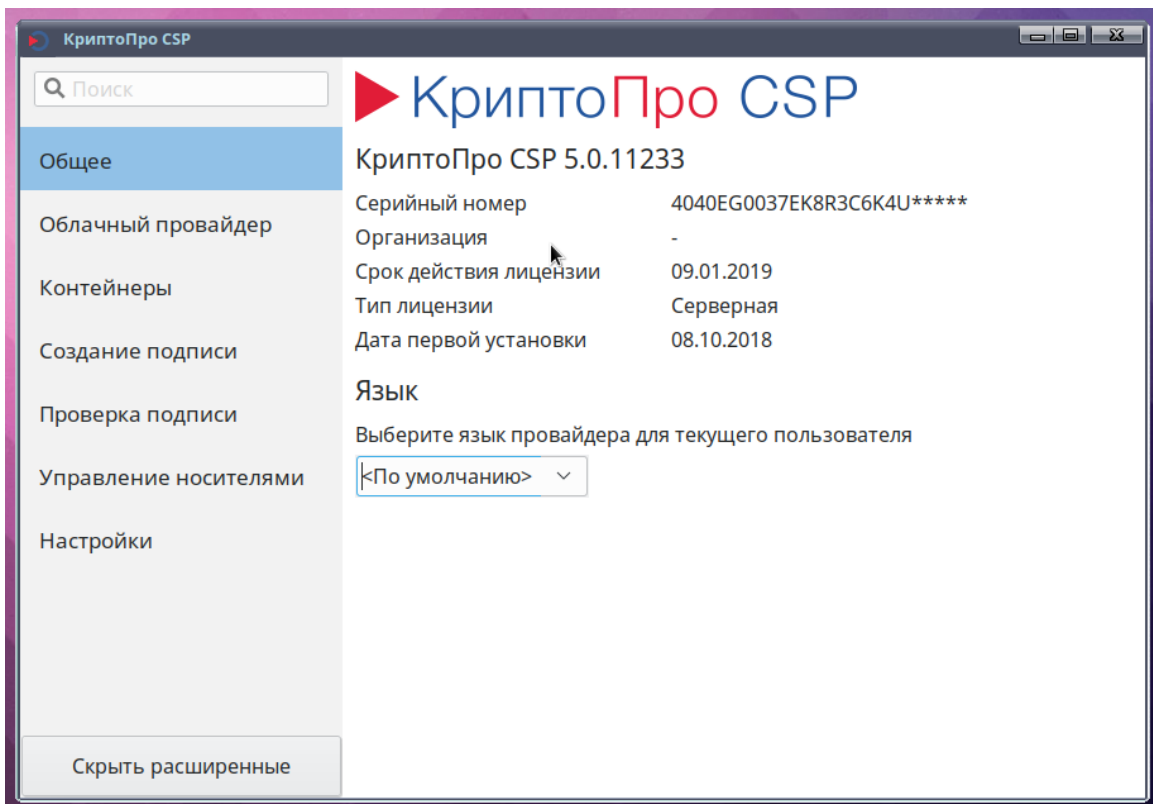 КриптоПро CSP
Поиск
Общее
Облачный провайдер
Контейнеры
Создание подписи
Проверка подписи
Управление носителями
Настройки
Скрыть расширенные
КриптоПро CSP
КриптоПро CSP 5.0.11233
Серийный номер 4040EG0037EK8R3C6K4U*****
Организация -
Срок действия лицензии 09.01.2019
Тип лицензии Серверная
Дата первой установки 08.10.2018
Язык
Выберите язык провайдера для текущего пользователя
<По умолчанию>